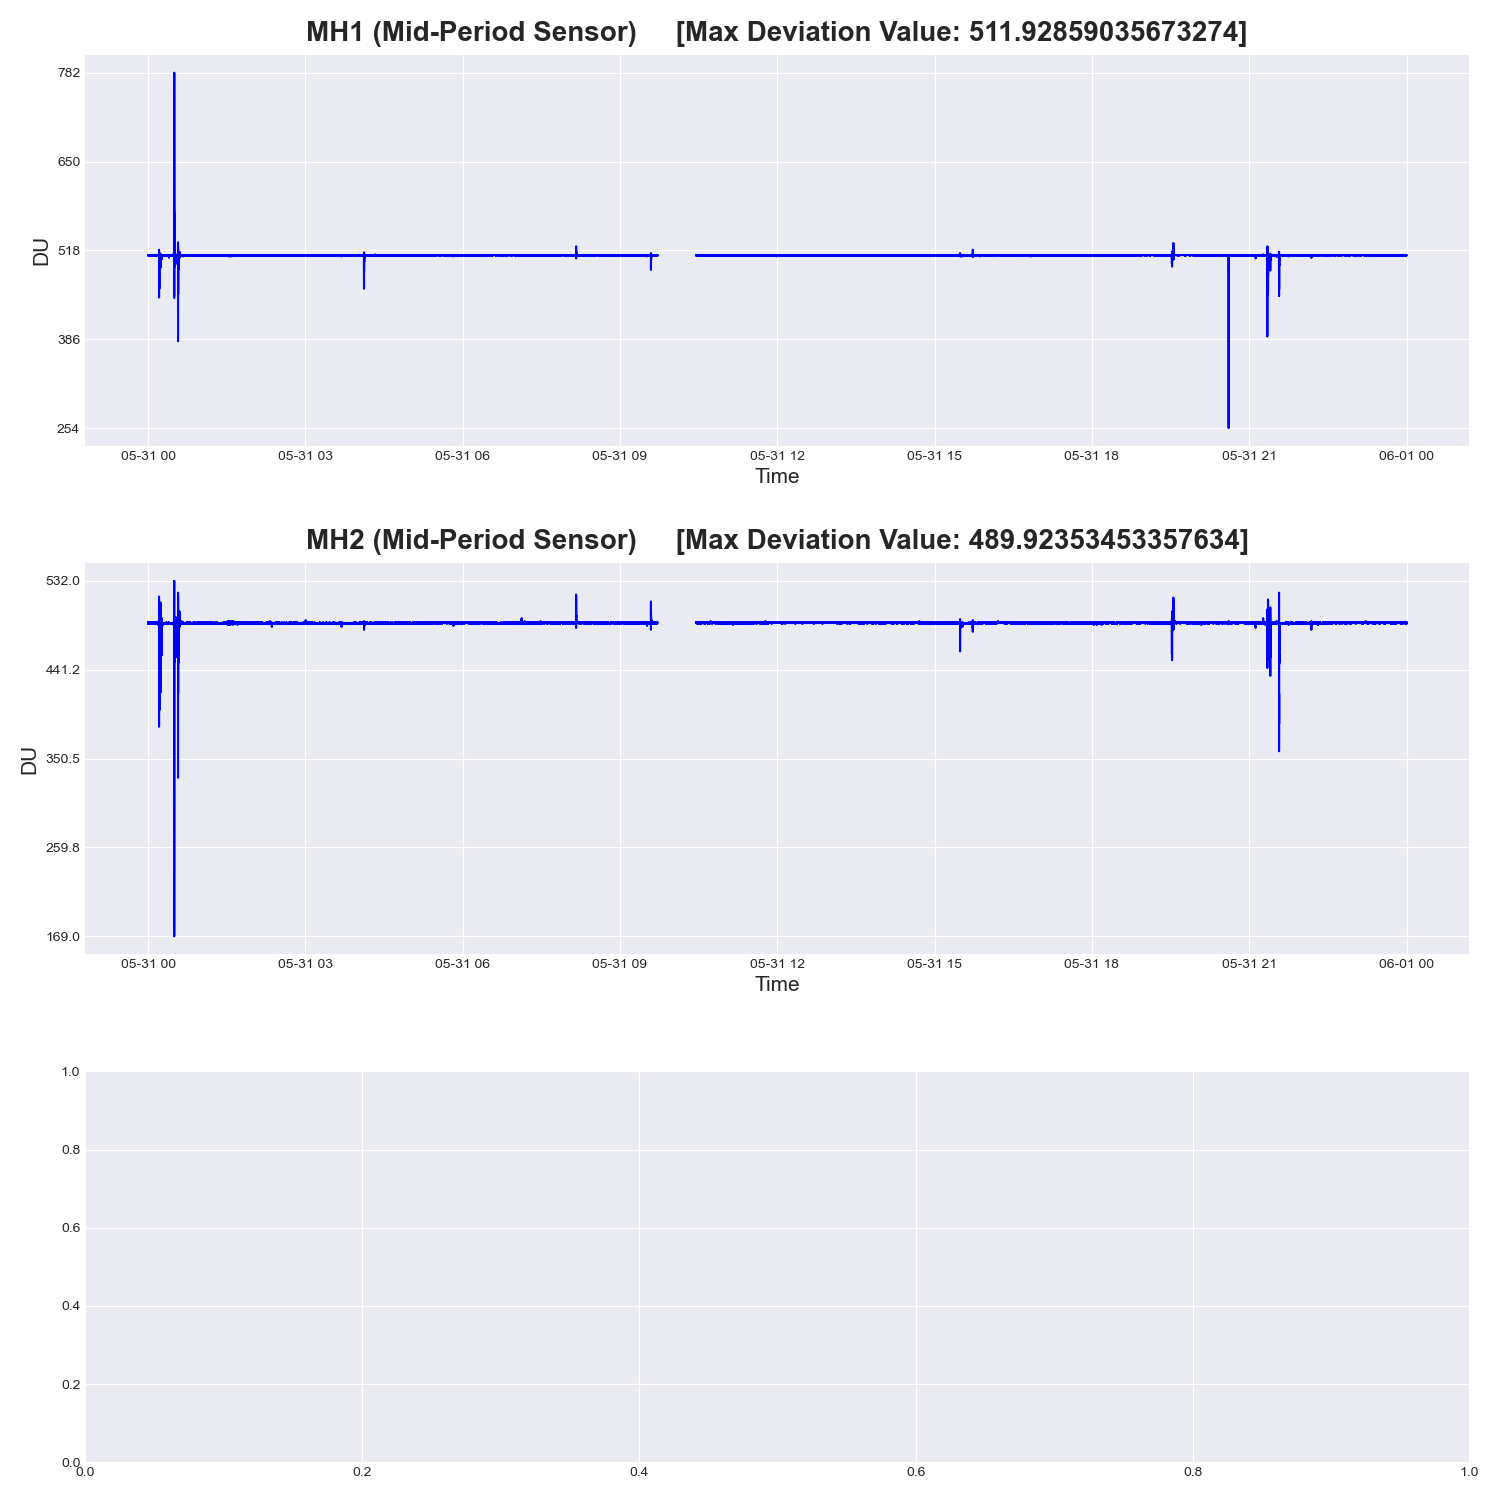 MH1 (Mid-Period Sensor) [Max Deviation Value: 511.92859035673274]
782
650
518
386
254
DU
05-31 00 05-31 03 05-31 06 05-31 09 05-31 12 05-31 15 05-31 18 05-31 21 06-01 00
Time
MH2 (Mid-Period Sensor) [Max Deviation Value: 489.92353453357634]
532.0
441.2
350.5
259.8
169.0
DU
05-31 00 05-31 03 05-31 06 05-31 09 05-31 12 05-31 15 05-31 18 05-31 21 06-01 00
Time
1.0
0.8
0.6
0.4
0.2
0.0
0.0 0.2 0.4 0.6 0.8 1.0